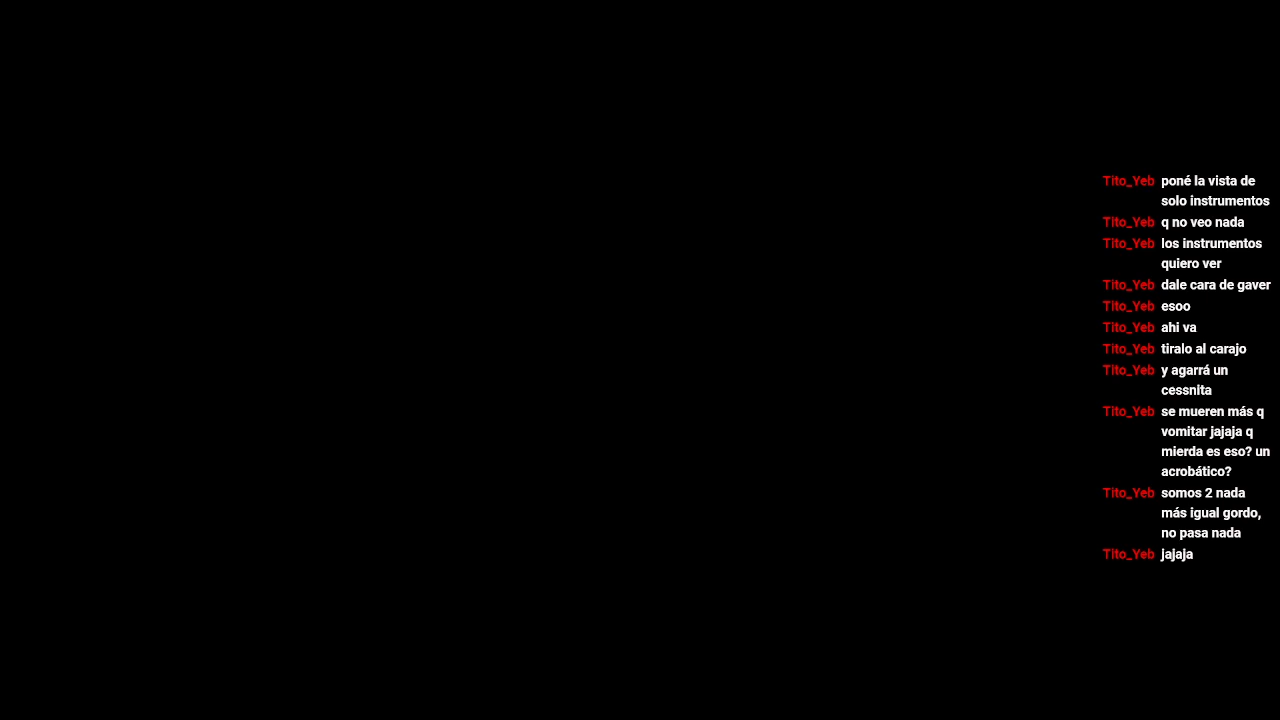 Tito_Yeb poné la vista de
solo instrumentos
Tito_Yeb q no veo nada
Tito_Yeb los instrumentos
quiero ver
Tito_Yeb dale cara de gaver
Tito_Yeb esoo
Tito_Yeb ahi va
Tito_Yeb tiralo al carajo
Tito_Yeb y agarrá un
cessnita
Tito_Yeb se mueren más q
vomitar jajaja q
mierda es eso? un
acrobático?
Tito_Yeb somos 2 nada
más igual gordo,
no pasa nada
Tito_Yeb jajaja